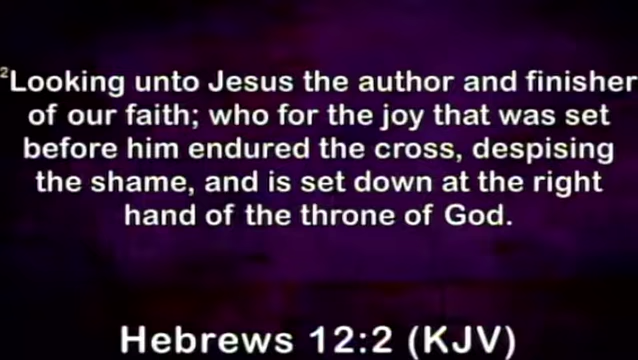 ²Looking unto Jesus the author and finisher
of our faith; who for the joy that was set
before him endured the cross, despising
the shame, and is set down at the right
hand of the throne of God.
Hebrews 12:2 (KJV)